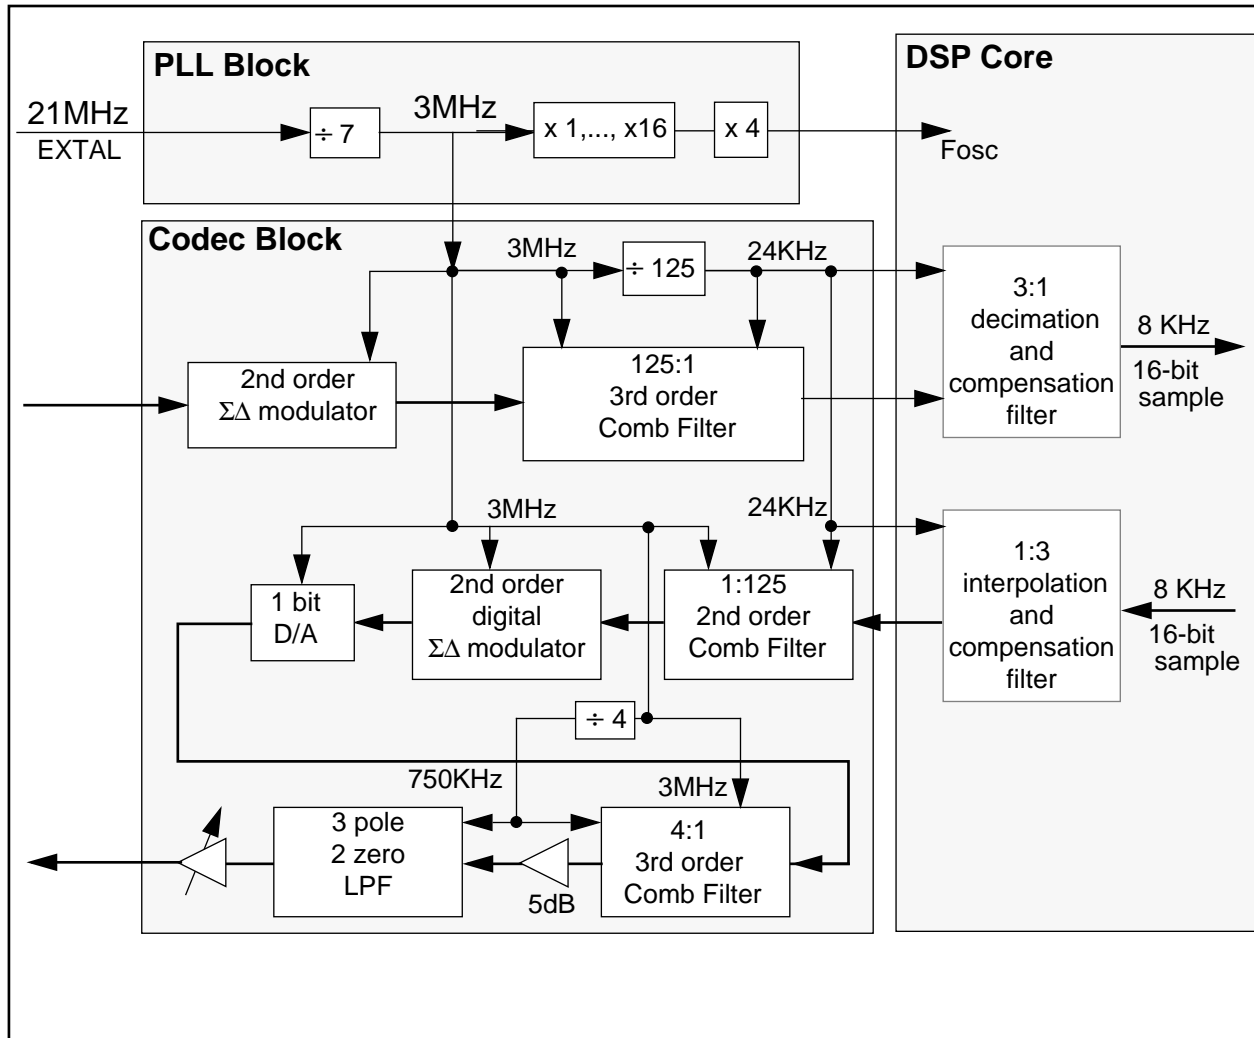 PLL Block
DSP Core
21MHz
EXTAL
÷ 7
3MHz
x 1,..., x16
x 4
Fosc
Codec Block
3MHz
÷ 125
24KHz
2nd order
ΣΔ modulator
125:1
3rd order
Comb Filter
3:1
decimation
and
compensation
filter
8 KHz
16-bit
sample
3MHz
24KHz
1 bit
D/A
2nd order
digital
ΣΔ modulator
1:125
2nd order
Comb Filter
1:3
interpolation
and
compensation
filter
8 KHz
16-bit
sample
÷ 4
750KHz
3MHz
3 pole
2 zero
LPF
5dB
4:1
3rd order
Comb Filter